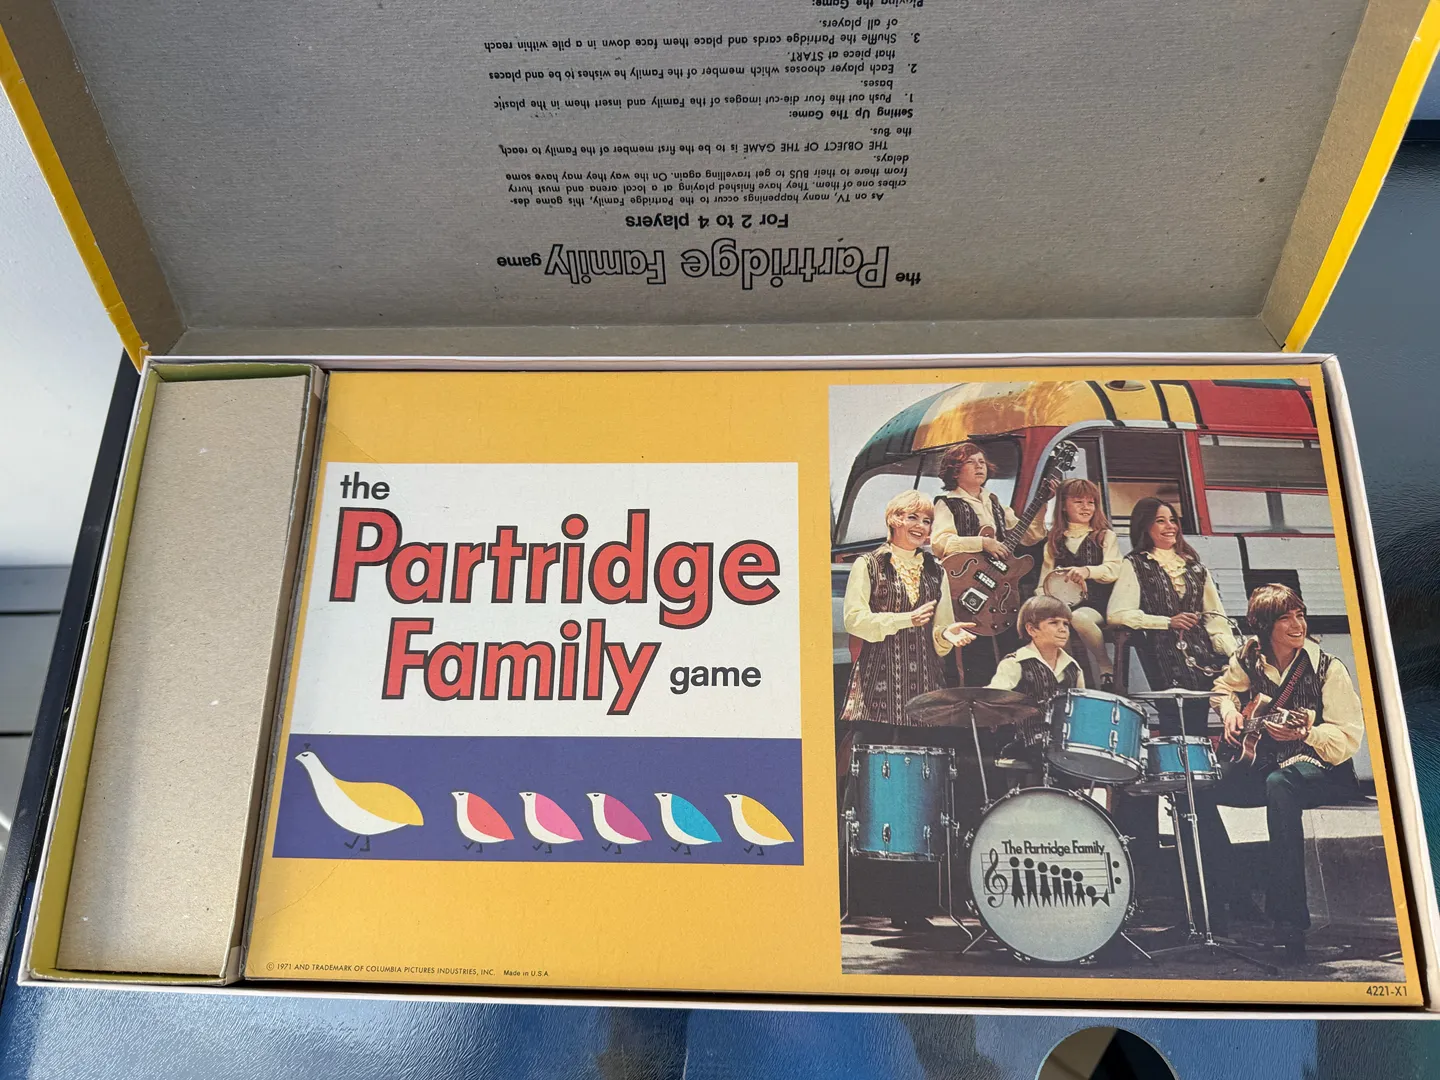 the Partridge Family game
For 2 to 4 players
As on TV, many happenings occur to the Partridge Family, this game des-
cribes one of them. They have finished playing at a local arena and must hurry
from there to their BUS to get travelling again. On the way they may have some
delays.
THE OBJECT OF THE GAME is to be the first member of the Family to reach
the Bus.
Setting Up The Game:
1. Push out the four die-cut images of the Family and insert them in the plastic
bases.
2. Each player chooses which member of the Family he wishes to be and places
that piece at START.
3. Shuffle the Partridge cards and place them face down in a pile within reach
of all players.
Playing the Game:
the
Partridge
Family game
The Partridge Family
© 1971 AND TRADEMARK OF COLUMBIA PICTURES INDUSTRIES, INC. Made in U.S.A.
4221-X1